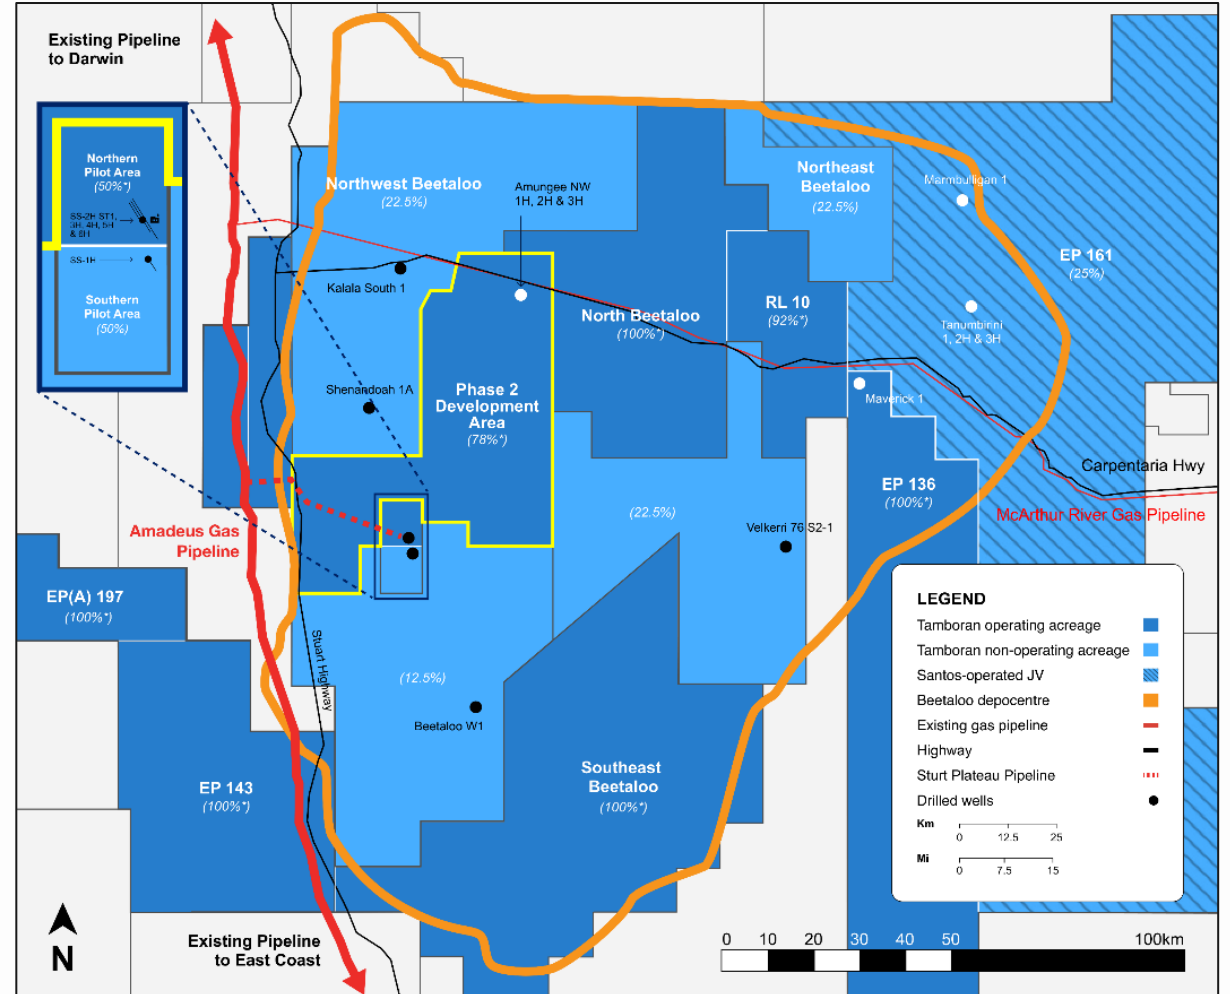 Existing Pipeline
to Darwin
Northern
Pilot Area
(50%*)
SS-2H ST1,
3H, 4H, 5H
& 6H
SS-1H
Southern
Pilot Area
(50%)
Northwest Beetaloo
(22.5%)
Amungee NW
1H, 2H & 3H
Northeast
Beetaloo
(22.5%)
Marmbulligan 1
EP 161
(25%)
Kalala South 1
North Beetaloo
(100%*)
RL 10
(92%*)
Tanumbirini
1, 2H & 3H
Shenandoah 1A
Phase 2
Development
Area
(78%*)
Maverick 1
Carpentaria Hwy
McArthur River Gas Pipeline
EP 136
(100%*)
Amadeus Gas
Pipeline
(22.5%)
Velkerri 76 S2-1
EP(A) 197
(100%*)
Stuart Highway
(12.5%)
Beetaloo W1
EP 143
(100%*)
Southeast
Beetaloo
(100%*)
LEGEND
Tamboran operating acreage
Tamboran non-operating acreage
Santos-operated JV
Beetaloo depocentre
Existing gas pipeline
Highway
Sturt Plateau Pipeline
Drilled wells
Km
0 12.5 25
Mi
0 7.5 15
N
Existing Pipeline
to East Coast
0 10 20 30 40 50 100km